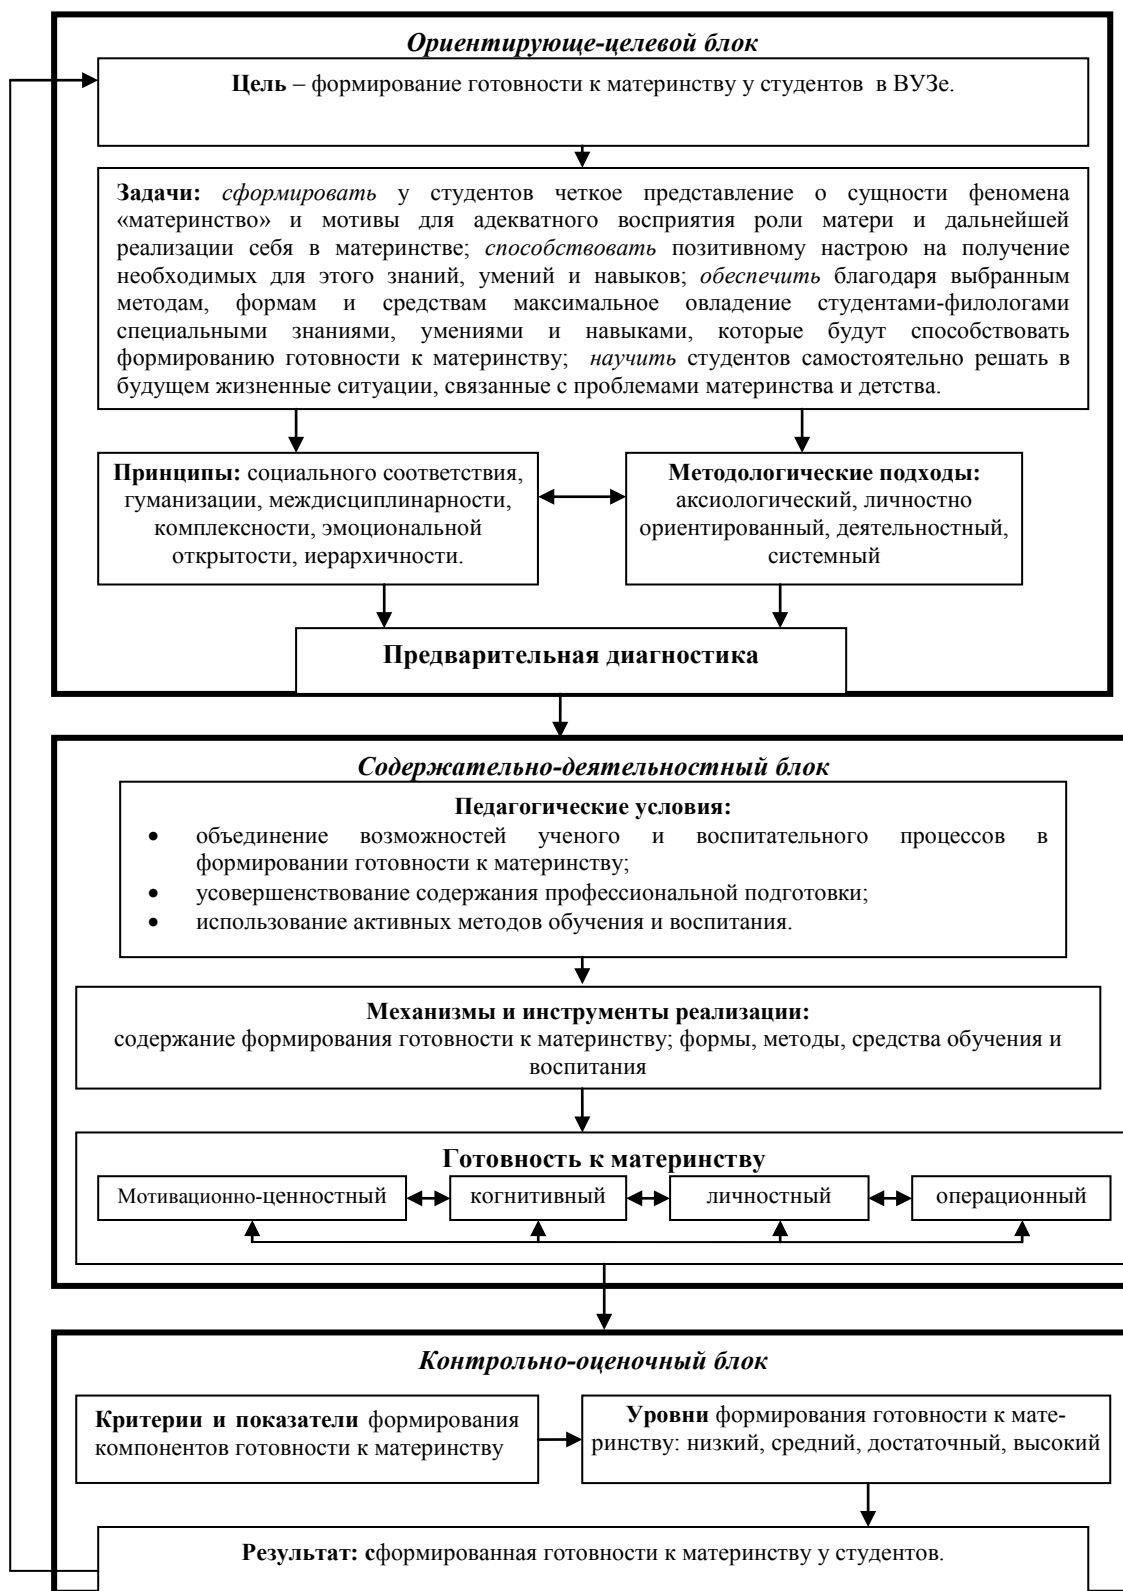 Ориентирующе-целевой блок
Цель – формирование готовности к материнству у студентов в ВУЗе.
Задачи: сформировать у студентов четкое представление о сущности феномена
«материнство» и мотивы для адекватного восприятия роли матери и дальнейшей
реализации себя в материнстве; способствовать позитивному настрою на получение
необходимых для этого знаний, умений и навыков; обеспечить благодаря выбранным
методам, формам и средствам максимальное овладение студентами-филологами
специальными знаниями, умениями и навыками, которые будут способствовать
формированию готовности к материнству; научить студентов самостоятельно решать в
будущем жизненные ситуации, связанные с проблемами материнства и детства.
Принципы: социального соответствия,
гуманизации, междисциплинарности,
комплексности, эмоциональной
открытости, иерархичности.
Методологические подходы:
аксиологический, личностно
ориентированный, деятельностный,
системный
Предварительная диагностика
Содержательно-деятельностный блок
Педагогические условия:
• объединение возможностей ученого и воспитательного процессов в
формировании готовности к материнству;
• усовершенствование содержания профессиональной подготовки;
• использование активных методов обучения и воспитания.
Механизмы и инструменты реализации:
содержание формирования готовности к материнству; формы, методы, средства обучения и
воспитания
Готовность к материнству
Мотивационно-ценностный
когнитивный
личностный
операционный
Контрольно-оценочный блок
Критерии и показатели формирования
компонентов готовности к материнству
Уровни формирования готовности к мате-
ринству: низкий, средний, достаточный, высокий
Результат: сформированная готовности к материнству у студентов.